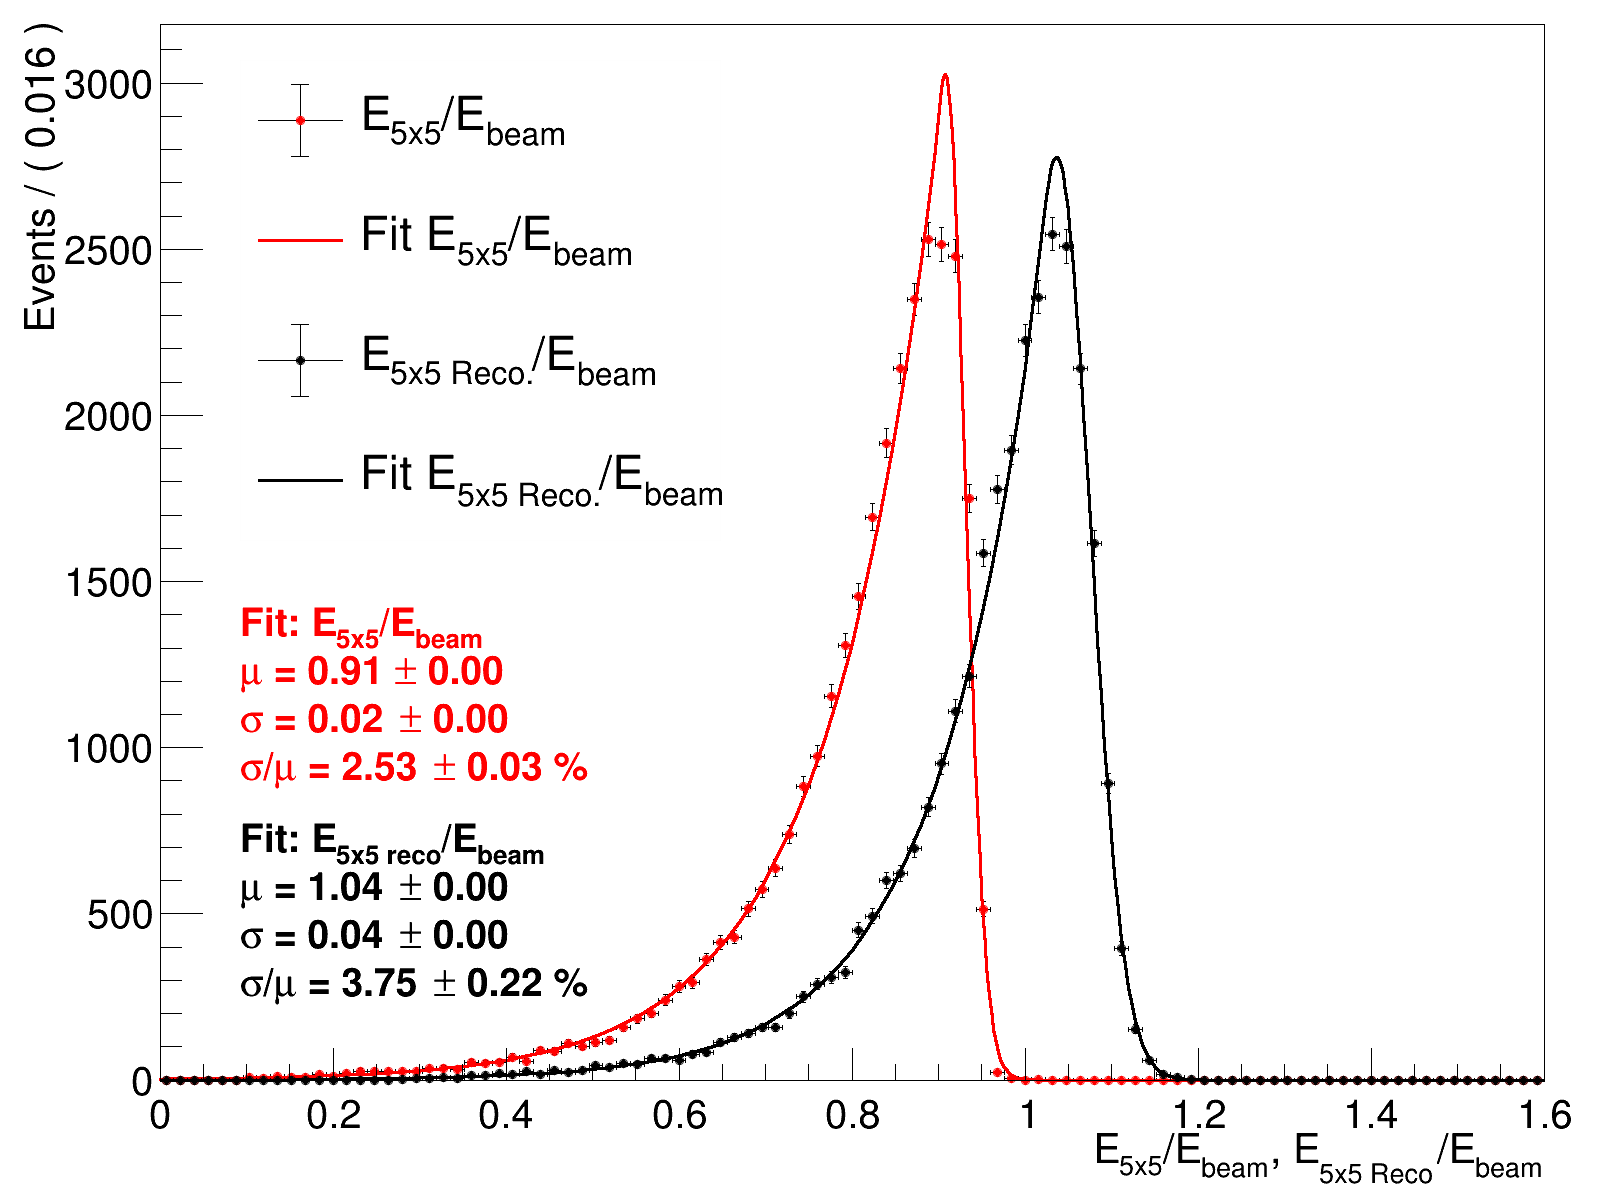 Events / ( 0.016 )
3000
2500
2000
1500
1000
500
0
E5x5/Ebeam
Fit E5x5/Ebeam
E5x5 Reco./Ebeam
Fit E5x5 Reco./Ebeam
Fit: E5x5/Ebeam
μ = 0.91 ± 0.00
σ = 0.02 ± 0.00
σ/μ = 2.53 ± 0.03 %
Fit: E5x5 reco/Ebeam
μ = 1.04 ± 0.00
σ = 0.04 ± 0.00
σ/μ = 3.75 ± 0.22 %
0 0.2 0.4 0.6 0.8 1 1.2 1.4 1.6
E5x5/Ebeam, E5x5 Reco/Ebeam